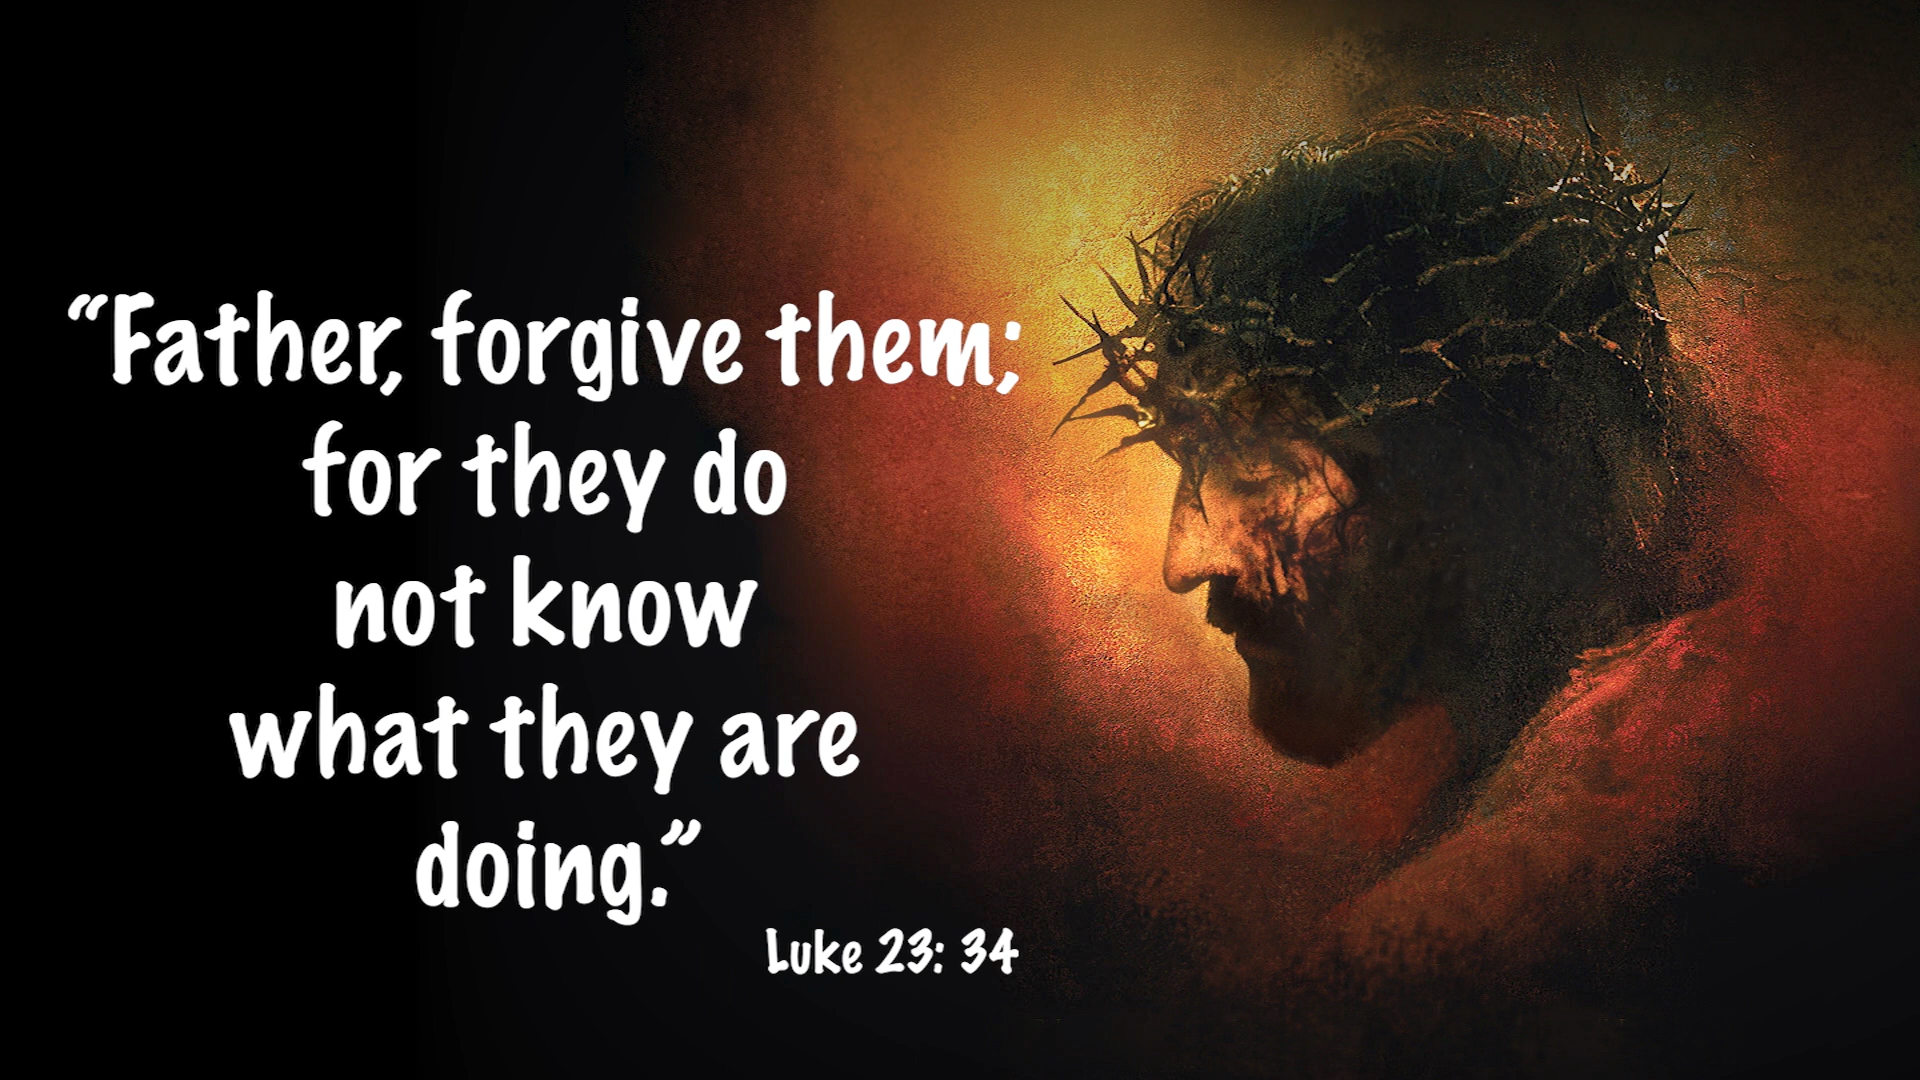 “Father, forgive them;
for they do
not know
what they are
doing.”
Luke 23: 34